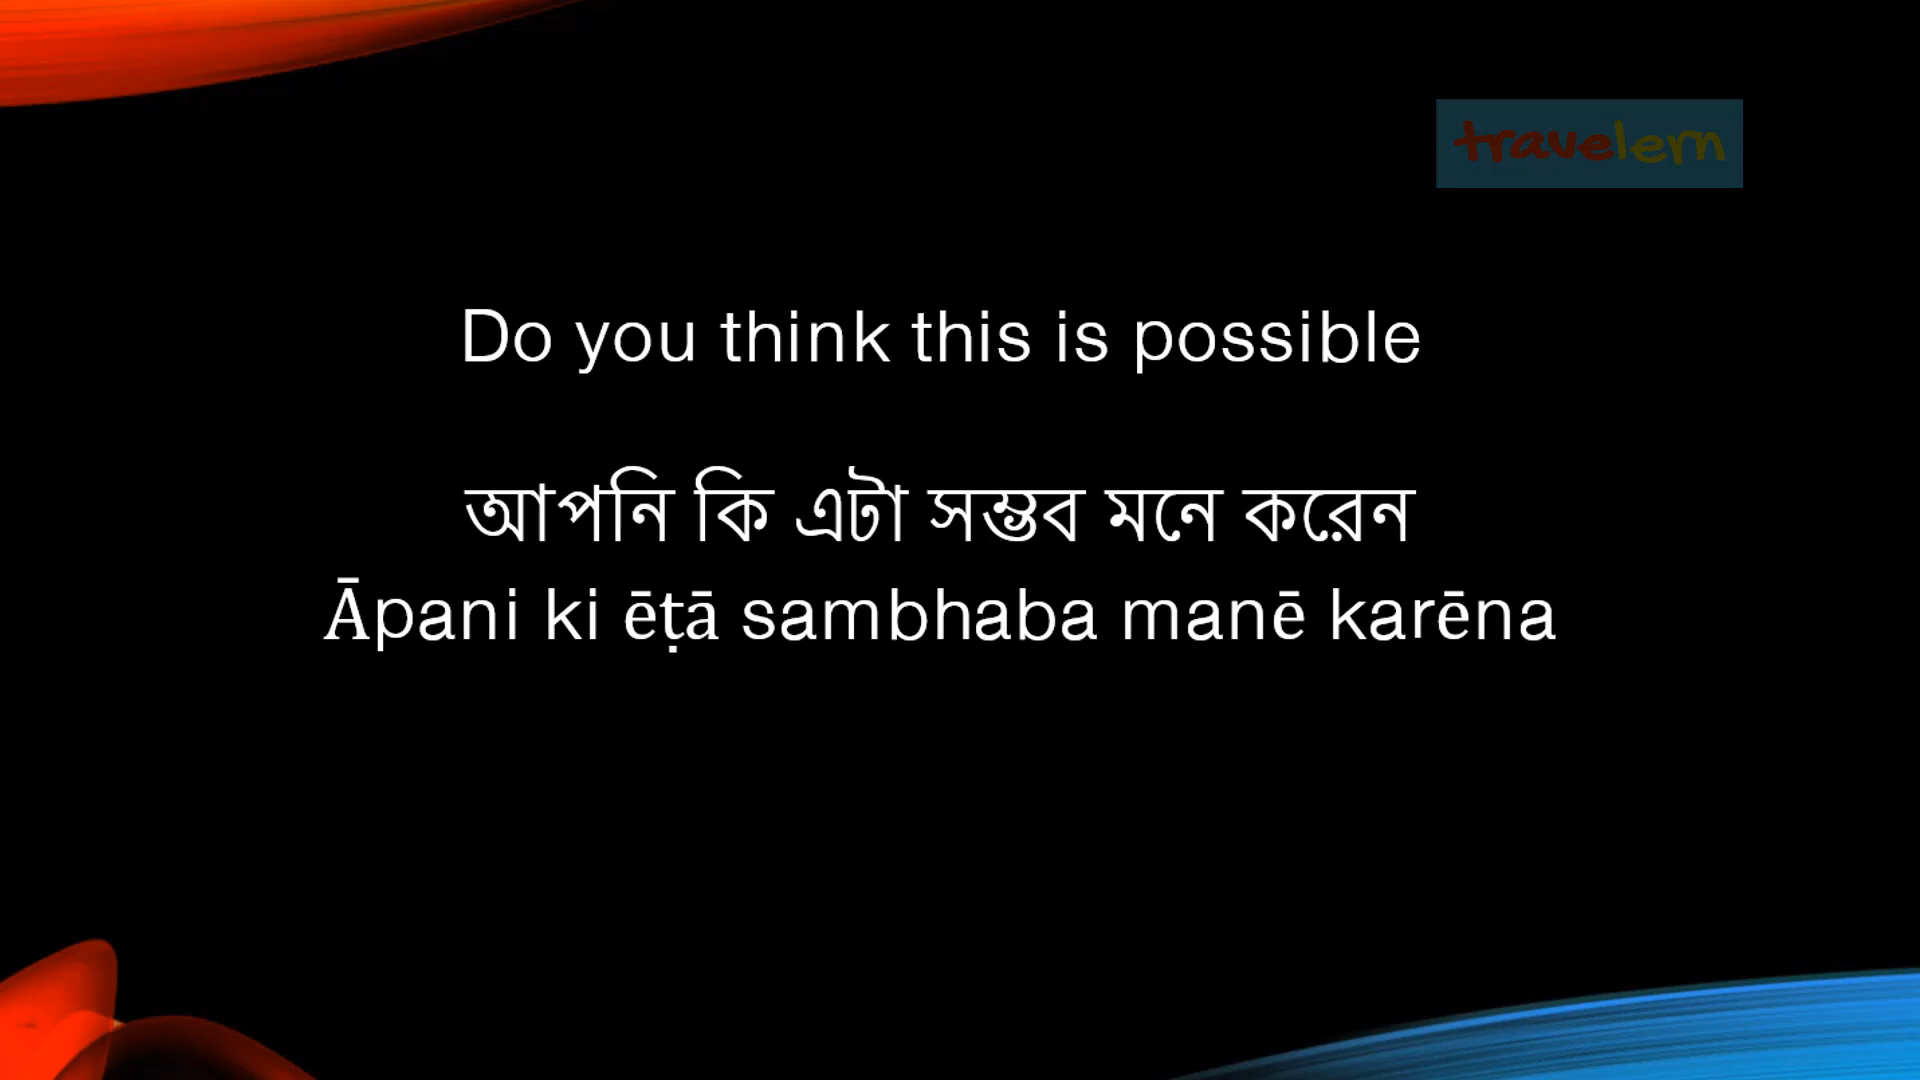 travelern
Do you think this is possible
আপনি কি এটা সম্ভব মনে করেন
Āpani ki ēṭā sambhaba manē karēna